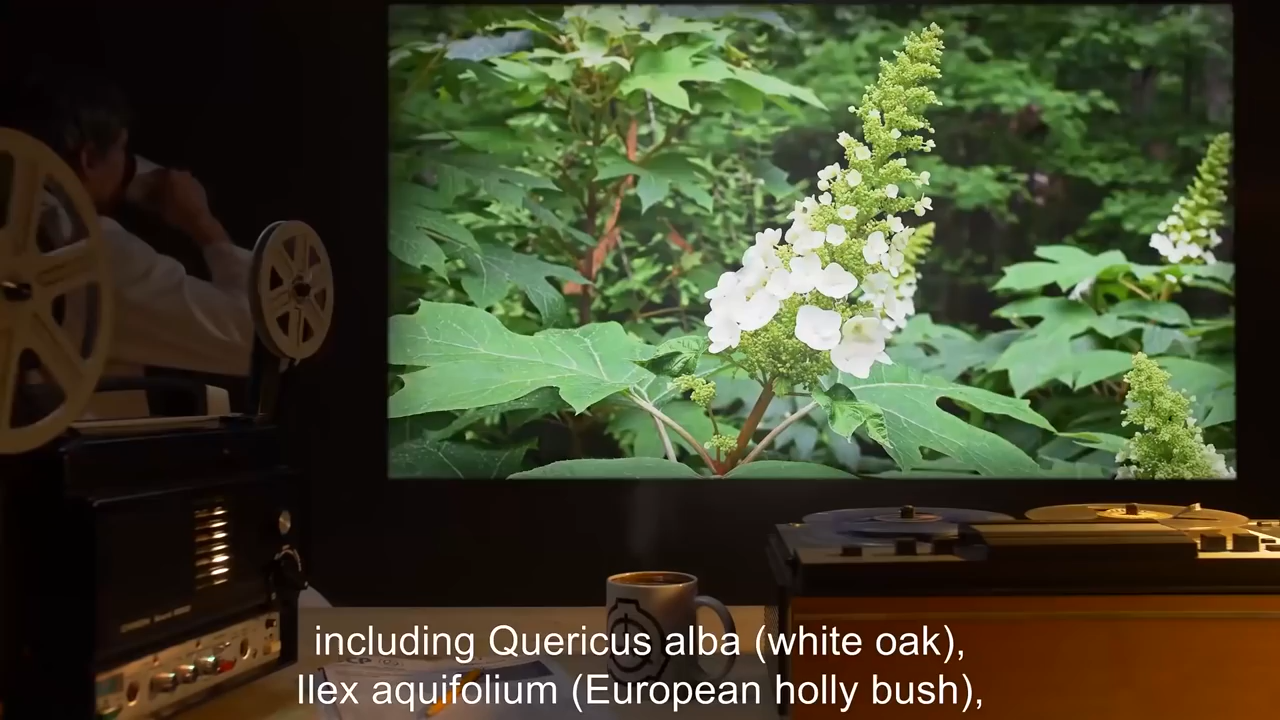 including Quericus alba (white oak),
Ilex aquifolium (European holly bush),